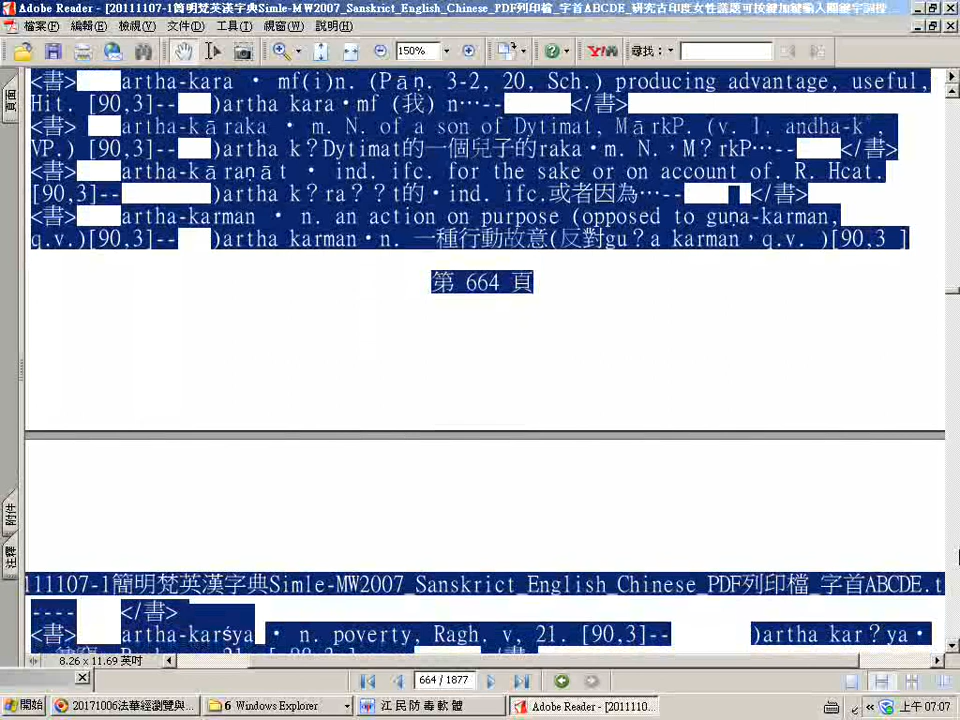 Adobe Reader - [20111107-1簡明梵英漢字典Simle-MW2007_Sanskrict_English_Chinese_PDF列印檔_字首ABCDE_研究古印度女性議題可按鍵加鍵輸入關鍵字詞搜
檔案(F) 編輯(E) 檢視(V) 文件(D) 工具(T) 視窗(W) 說明(H)
150% Y! 尋找:
頁面
<書> artha-kara ‧ mf(i)n. (Pāṇ. 3-2, 20, Sch.) producing advantage, useful,
Hit. [90,3]-- )artha kara‧mf (我) n…-- </書>
<書> artha-kāraka ‧ m. N. of a son of Dytimat, MārkP. (v. l. andha-k°,
VP.) [90,3]-- )artha k？Dytimat的一個兒子的raka‧m. N.，M？rkP…-- </書>
<書> artha-kāraṇāt ‧ ind. ifc. for the sake or on account of. R. Hcat.
[90,3]-- )artha k？ra？？t的‧ind. ifc.或者因為…-- </書>
<書> artha-karman ‧ n. an action on purpose (opposed to guṇa-karman,
q.v.)[90,3]-- )artha karman‧n. 一種行動故意(反對gu？a karman，q.v. )[90.3 ]
第 664 頁
附件
注釋
111107-1簡明梵英漢字典Simle-MW2007_Sanskrict_English_Chinese_PDF列印檔_字首ABCDE.t
---- </書>
<書> artha-karśya ‧ n. poverty, Ragh. v, 21. [90,3]-- )artha kar？ya‧
8.26 x 11.69 英吋
664 / 1877
開始 20171006法華經瀏覽與... 6 Windows Explorer 江民防毒軟體 Adobe Reader - [2011110... 上午 07:07